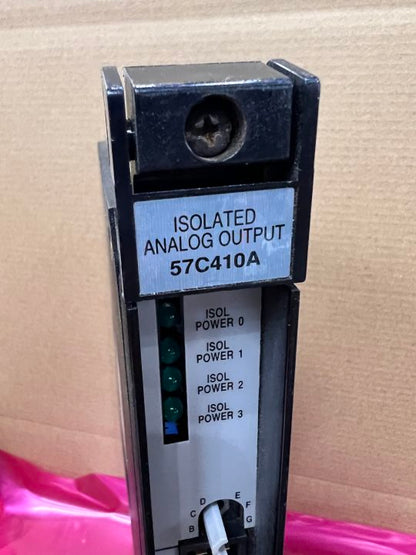 ISOLATED
ANALOG OUTPUT
57C410A
ISOL
POWER 0
ISOL
POWER 1
ISOL
POWER 2
ISOL
POWER 3
D E
C F
B G